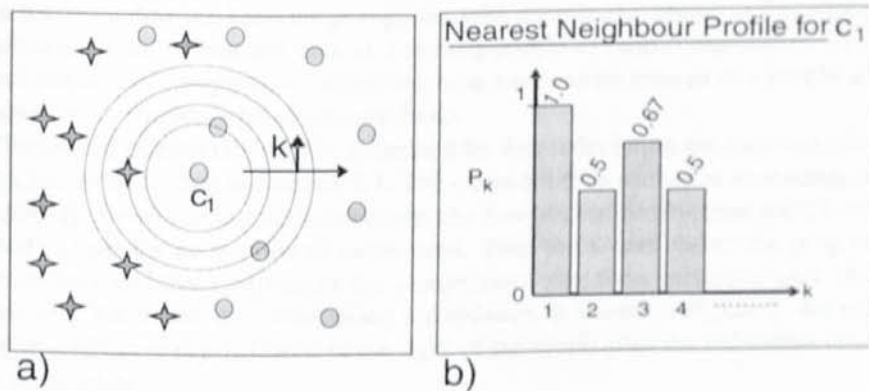 k
C1
a)
Nearest Neighbour Profile for C1
1
1.0
0.5
0,67
0.5
Pk
0
k
2
3
4
.........
b)